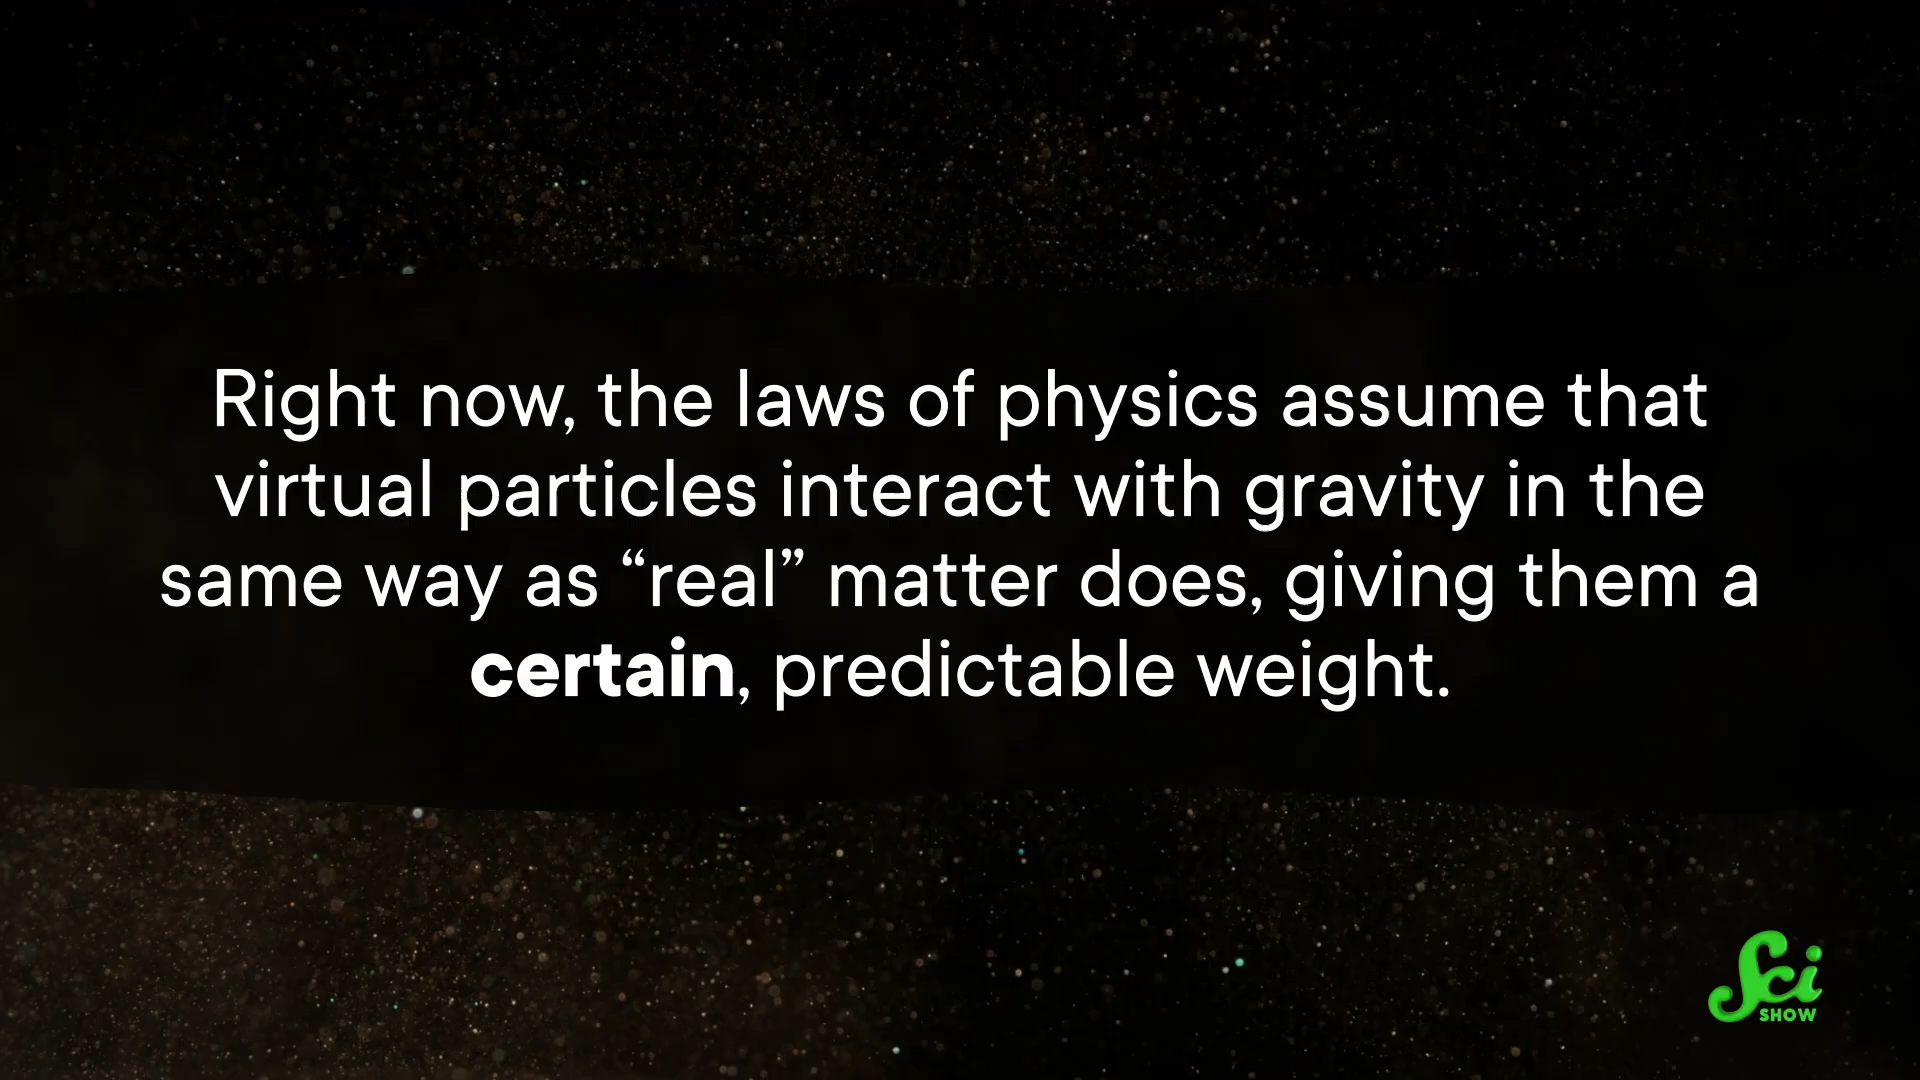 Right now, the laws of physics assume that
virtual particles interact with gravity in the
same way as “real” matter does, giving them a
certain, predictable weight.
Sci
SHOW